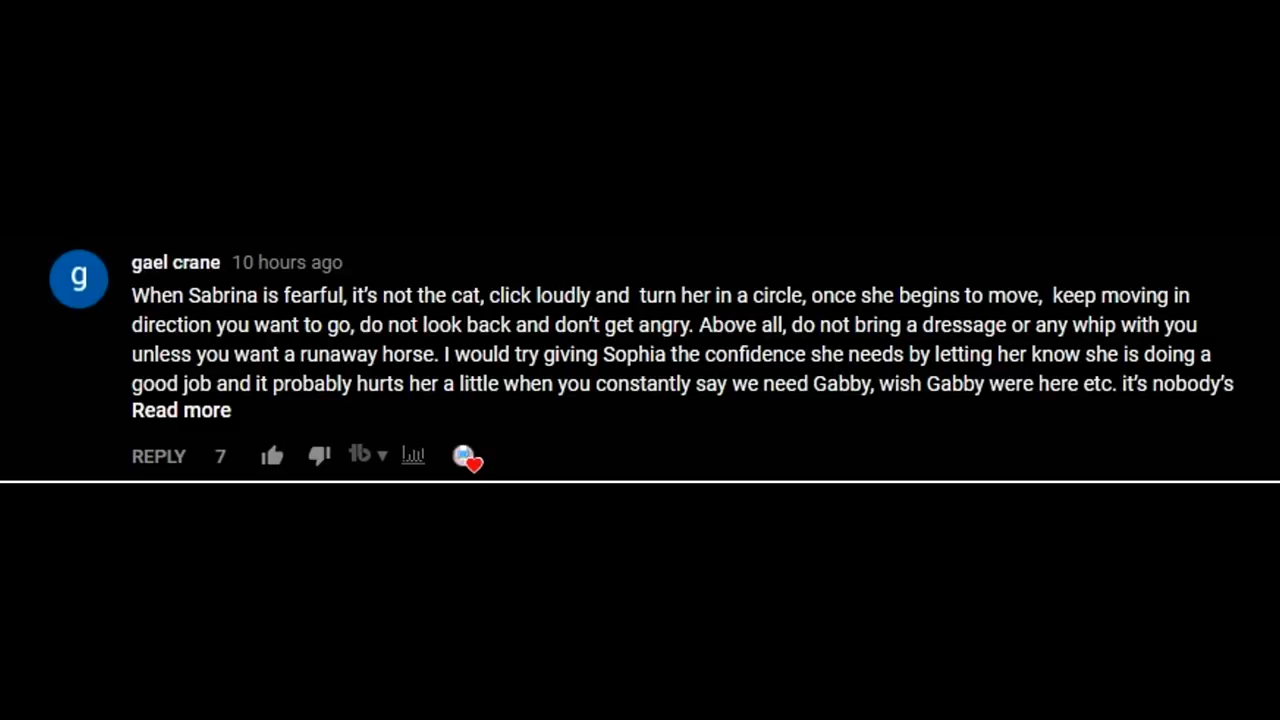 g
gael crane 10 hours ago
When Sabrina is fearful, it’s not the cat, click loudly and  turn her in a circle, once she begins to move,  keep moving in
direction you want to go, do not look back and don’t get angry. Above all, do not bring a dressage or any whip with you
unless you want a runaway horse. I would try giving Sophia the confidence she needs by letting her know she is doing a
good job and it probably hurts her a little when you constantly say we need Gabby, wish Gabby were here etc. it’s nobody’s
Read more
REPLY 7 tb